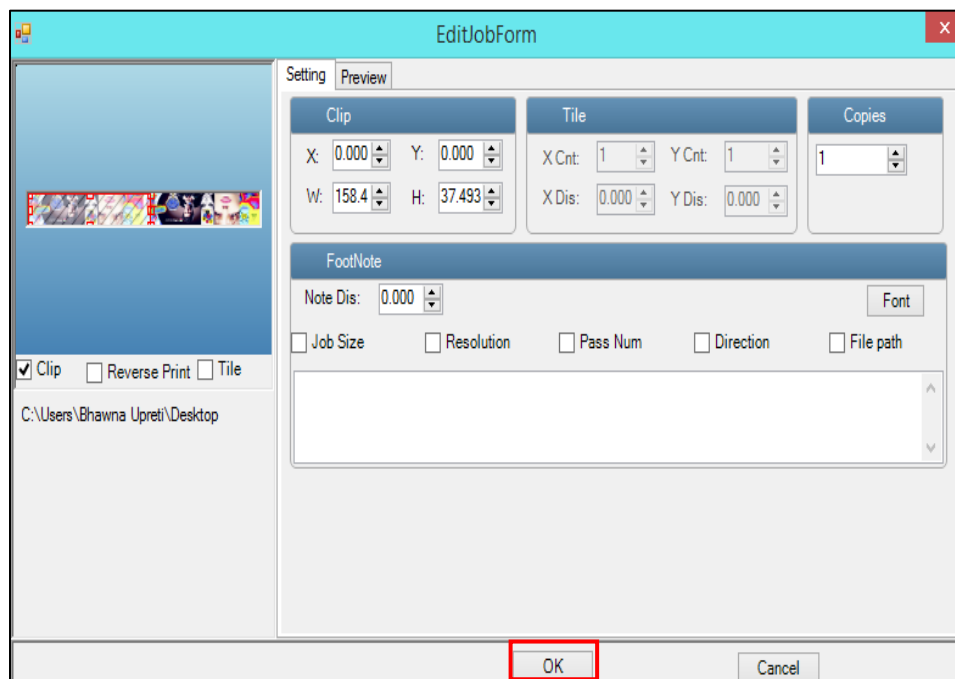 EditJobForm
x
Setting Preview
Clip Tile Copies
X: 0.000 Y: 0.000 X Cnt: 1 Y Cnt: 1 1
W: 158.4 H: 37.493 X Dis: 0.000 Y Dis: 0.000
FootNote
Note Dis: 0.000 Font
Job Size Resolution Pass Num Direction File path
Clip Reverse Print Tile
C:\Users\Bhawna Upreti\Desktop
OK Cancel